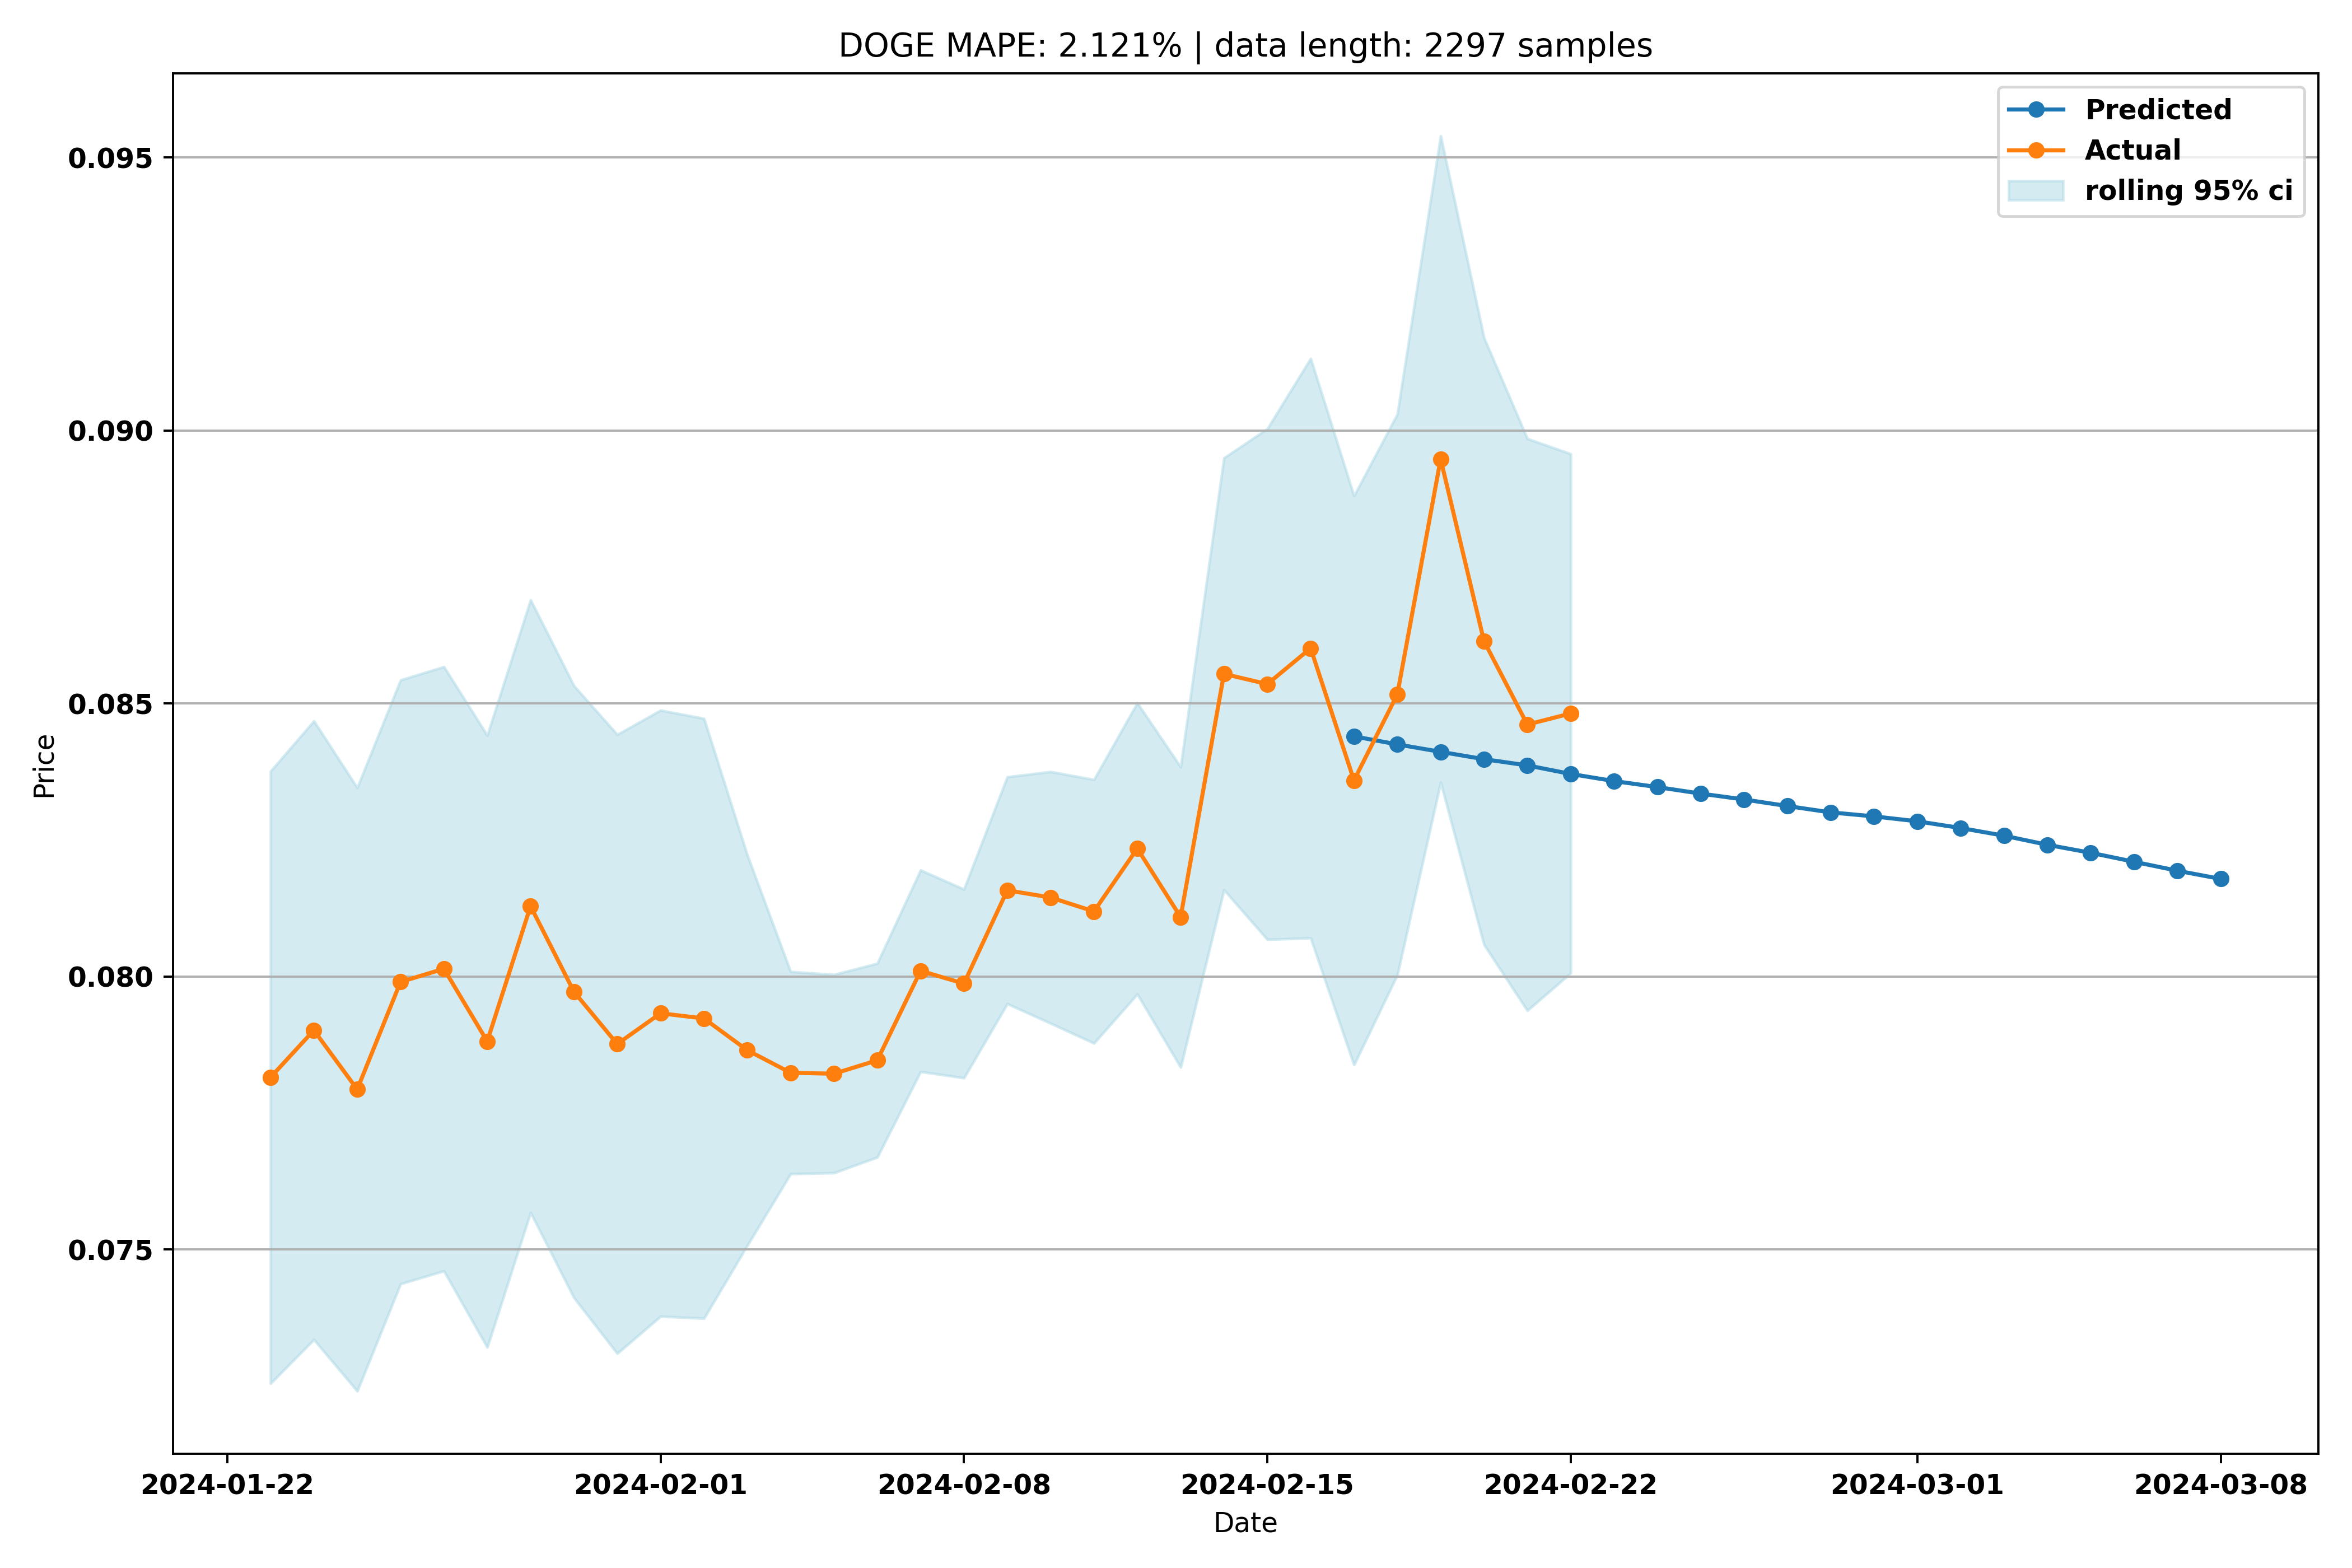 DOGE MAPE: 2.121% | data length: 2297 samples
Predicted
Actual
rolling 95% ci
0.095
0.090
0.085
0.080
0.075
Price
2024-01-22
2024-02-01
2024-02-08
2024-02-15
2024-02-22
2024-03-01
2024-03-08
Date